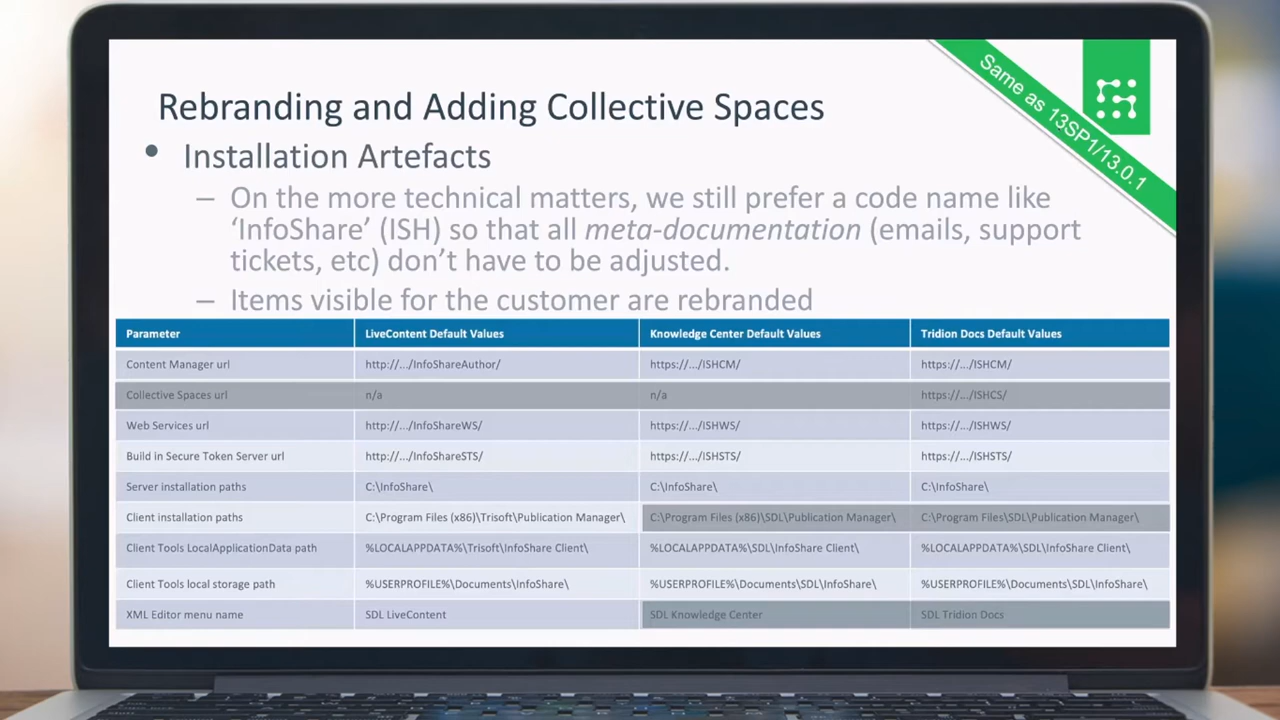 Same as 13SP1/13.0.1
Rebranding and Adding Collective Spaces
• Installation Artefacts
– On the more technical matters, we still prefer a code name like
‘InfoShare’ (ISH) so that all meta-documentation (emails, support
tickets, etc) don’t have to be adjusted.
– Items visible for the customer are rebranded
Parameter LiveContent Default Values Knowledge Center Default Values Tridion Docs Default Values
Content Manager url http://.../InfoShareAuthor/ https://.../ISHCM/ https://.../ISHCM/
Collective Spaces url n/a n/a https://.../ISHCS/
Web Services url http://.../InfoShareWS/ https://.../ISHWS/ https://.../ISHWS/
Build in Secure Token Server url http://.../InfoShareSTS/ https://.../ISHSTS/ https://.../ISHSTS/
Server installation paths C:\InfoShare\ C:\InfoShare\ C:\InfoShare\
Client installation paths C:\Program Files (x86)\Trisoft\Publication Manager\ C:\Program Files (x86)\SDL\Publication Manager\ C:\Program Files\SDL\Publication Manager\
Client Tools LocalApplicationData path %LOCALAPPDATA%\Trisoft\InfoShare Client\ %LOCALAPPDATA%\SDL\InfoShare Client\ %LOCALAPPDATA%\SDL\InfoShare Client\
Client Tools local storage path %USERPROFILE%\Documents\InfoShare\ %USERPROFILE%\Documents\SDL\InfoShare\ %USERPROFILE%\Documents\SDL\InfoShare\
XML Editor menu name SDL LiveContent SDL Knowledge Center SDL Tridion Docs